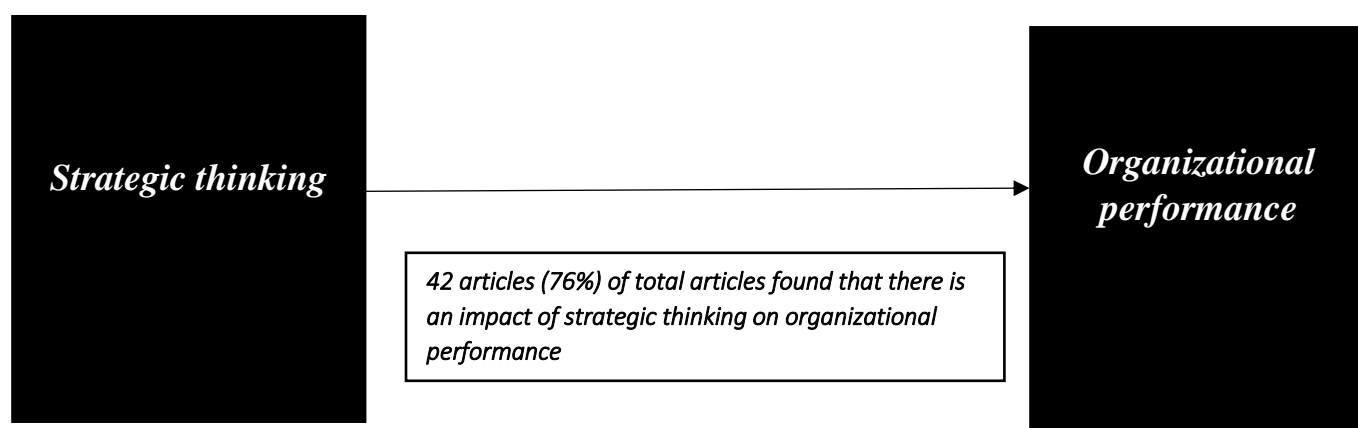 Strategic thinking
Organizational
performance
42 articles (76%) of total articles found that there is
an impact of strategic thinking on organizational
performance